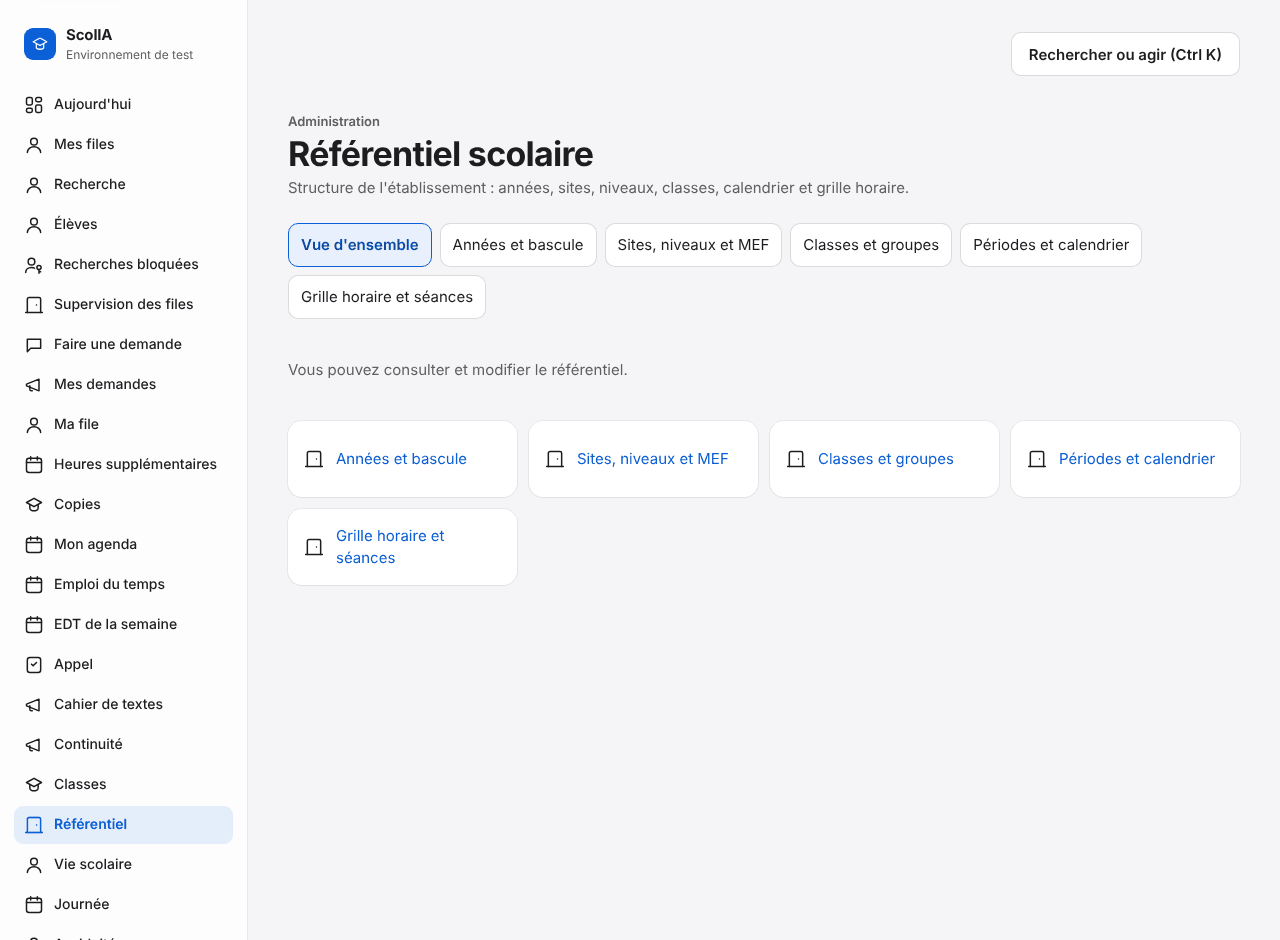 ScolIA
Environnement de test
Aujourd'hui
Mes files
Recherche
Élèves
Recherches bloquées
Supervision des files
Faire une demande
Mes demandes
Ma file
Heures supplémentaires
Copies
Mon agenda
Emploi du temps
EDT de la semaine
Appel
Cahier de textes
Continuité
Classes
Référentiel
Vie scolaire
Journée
Rechercher ou agir (Ctrl K)
Administration
Référentiel scolaire
Structure de l'établissement : années, sites, niveaux, classes, calendrier et grille horaire.
Vue d'ensemble
Années et bascule
Sites, niveaux et MEF
Classes et groupes
Périodes et calendrier
Grille horaire et séances
Vous pouvez consulter et modifier le référentiel.
Années et bascule
Sites, niveaux et MEF
Classes et groupes
Périodes et calendrier
Grille horaire et
séances